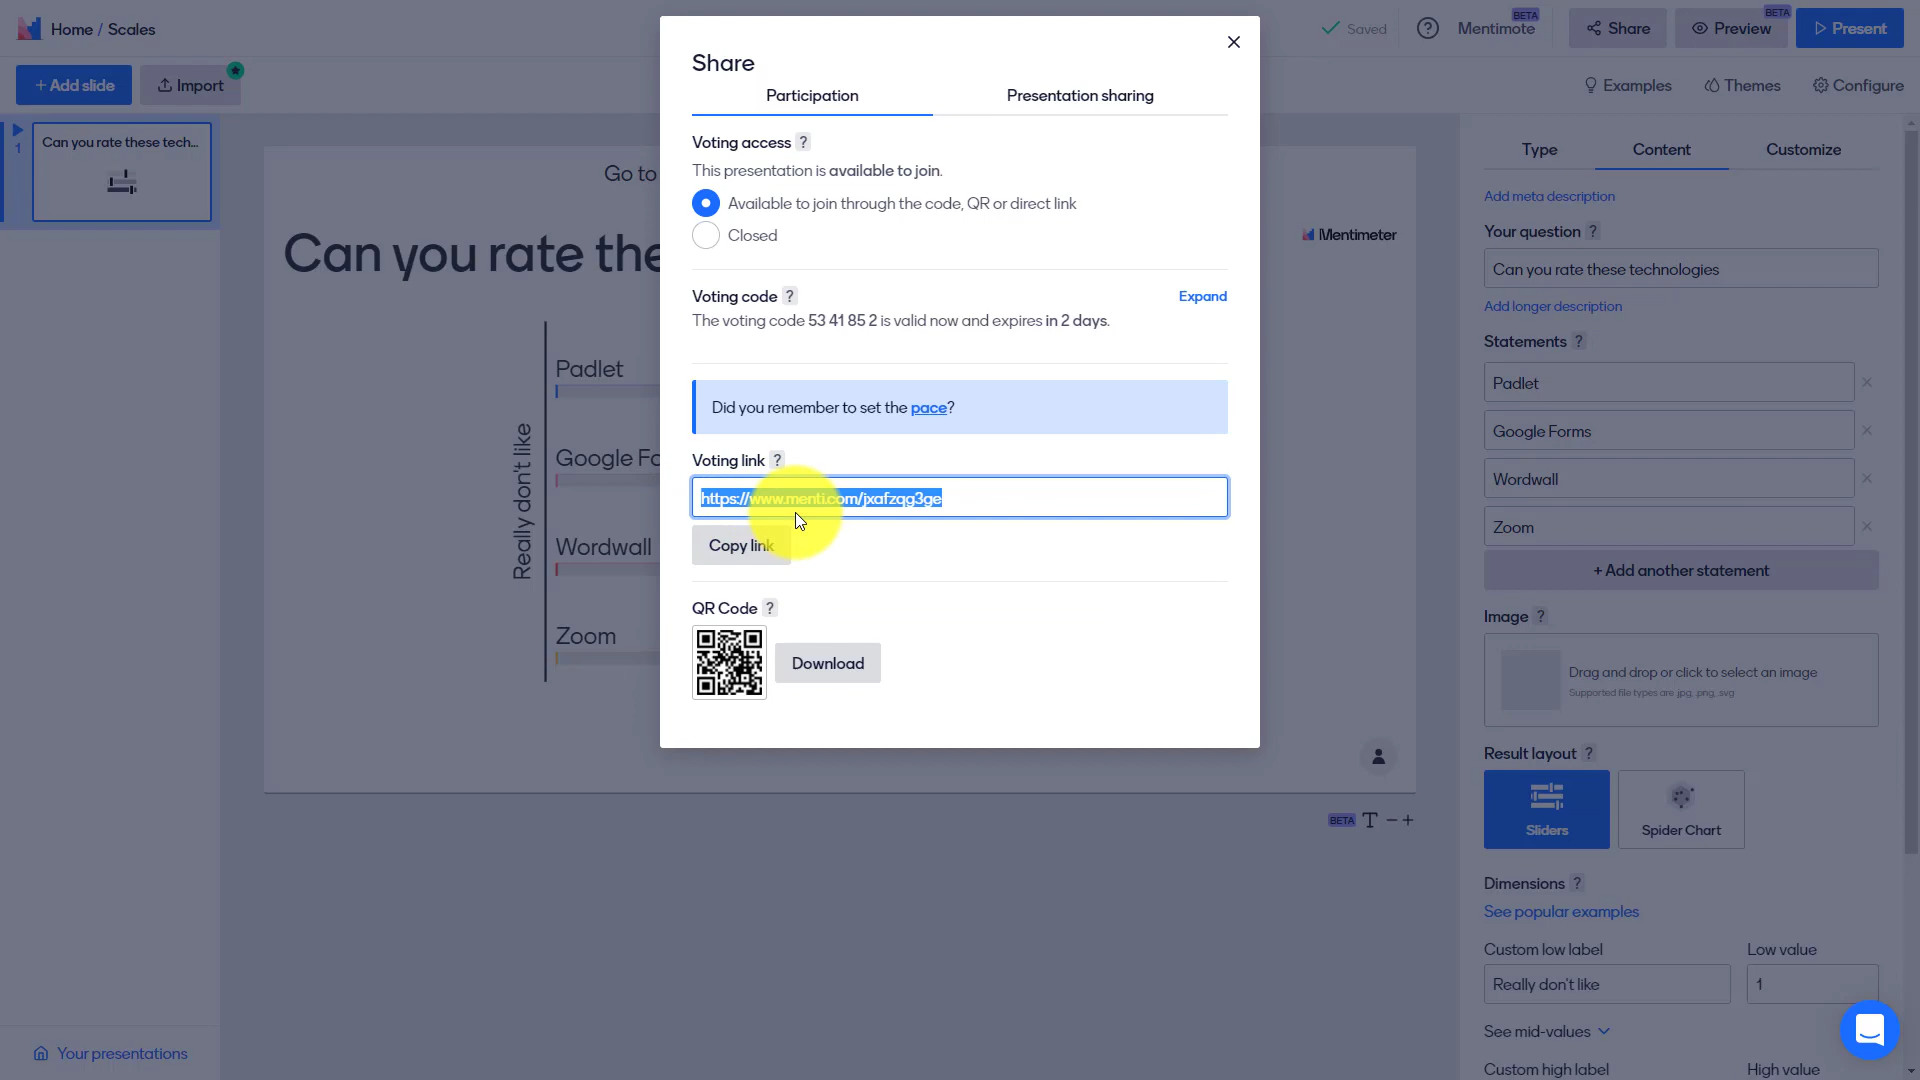 Home / Scales
Saved
Mentimote
BETA
Share
Preview
BETA
Present
+ Add slide
Import
Examples
Themes
Configure
1
Can you rate these tech...
Go to
Can you rate the
Mentimeter
Really don't like
Padlet
Google Fo
Wordwall
Zoom
BETA
Your presentations
Share
Participation
Presentation sharing
Voting access ?
This presentation is available to join.
Available to join through the code, QR or direct link
Closed
Voting code ?
Expand
The voting code 53 41 85 2 is valid now and expires in 2 days.
Did you remember to set the pace?
Voting link ?
https://www.menti.com/jxafzqg3ge
Copy link
QR Code ?
Download
Type
Content
Customize
Add meta description
Your question ?
Can you rate these technologies
Add longer description
Statements ?
Padlet
Google Forms
Wordwall
Zoom
+ Add another statement
Image ?
Drag and drop or click to select an image
Supported file types are .jpg, .png, .svg
Result layout ?
Sliders
Spider Chart
Dimensions ?
See popular examples
Custom low label
Low value
Really don't like
1
See mid-values
Custom high label
High value